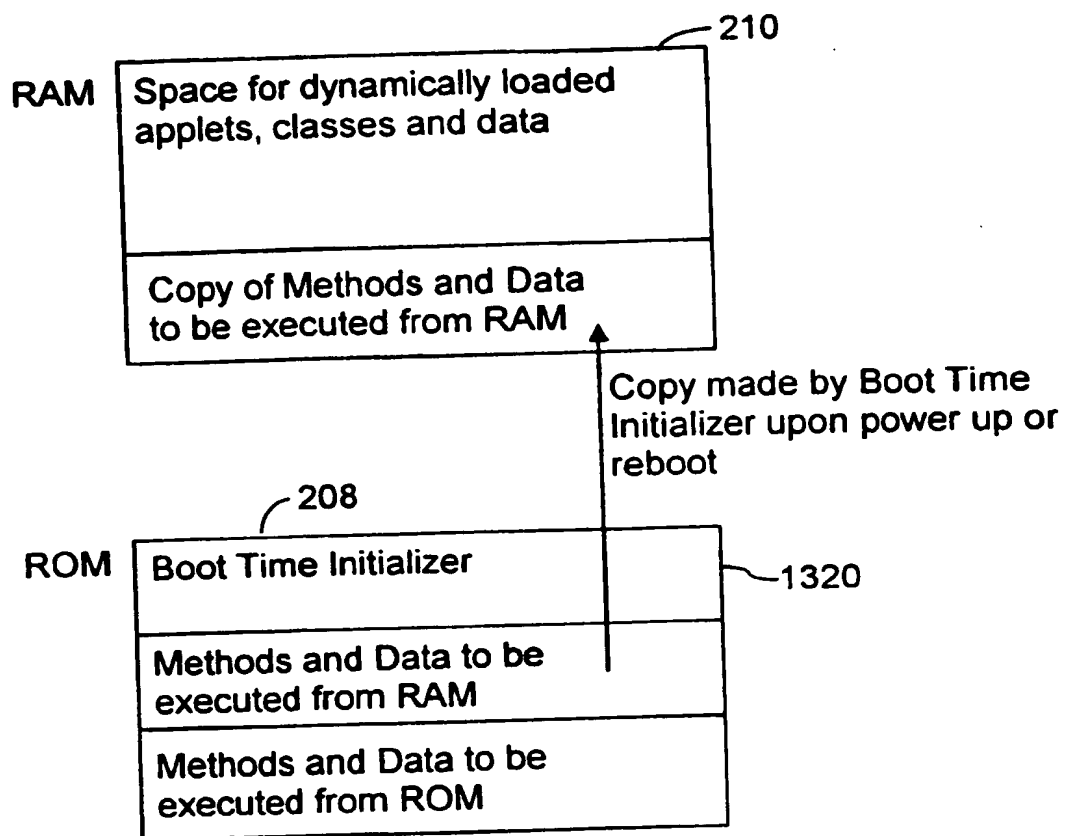 210
RAM
Space for dynamically loaded
applets, classes and data
Copy of Methods and Data
to be executed from RAM
Copy made by Boot Time
Initializer upon power up or
reboot
208
ROM
Boot Time Initializer
1320
Methods and Data to be
executed from RAM
Methods and Data to be
executed from ROM